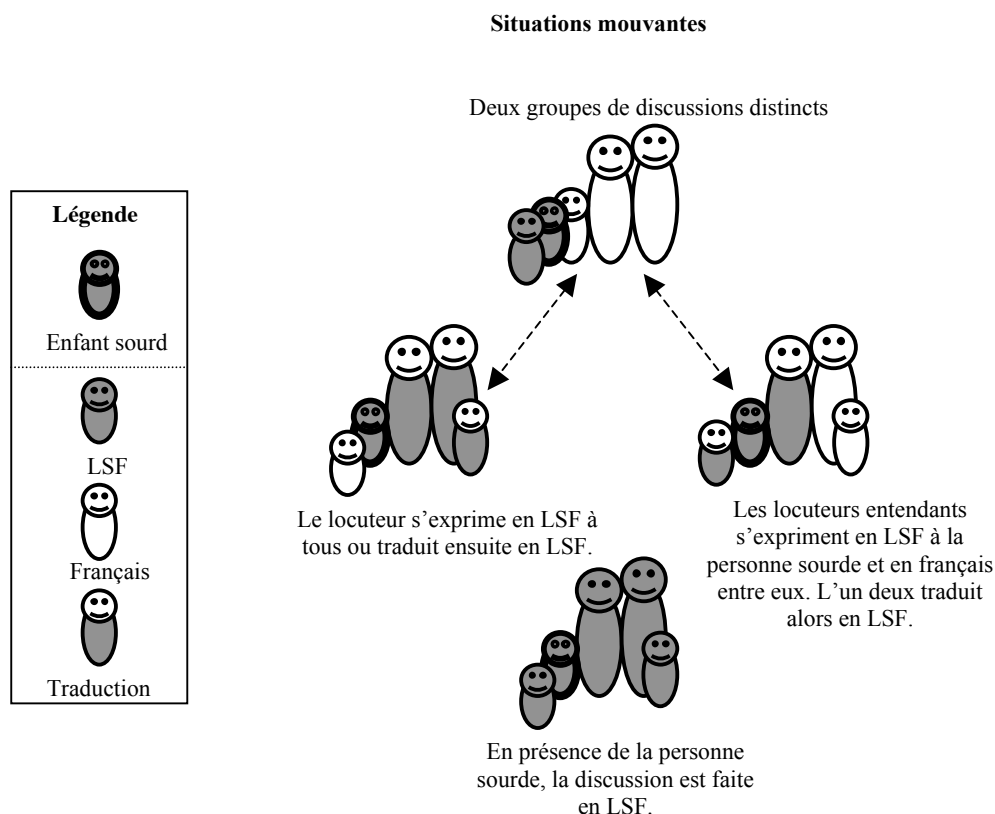 Situations mouvantes
Deux groupes de discussions distincts
Légende
Enfant sourd
LSF
Français
Traduction
Le locuteur s’exprime en LSF à
tous ou traduit ensuite en LSF.
Les locuteurs entendants
s’expriment en LSF à la
personne sourde et en français
entre eux. L’un deux traduit
alors en LSF.
En présence de la personne
sourde, la discussion est faite
en LSF.